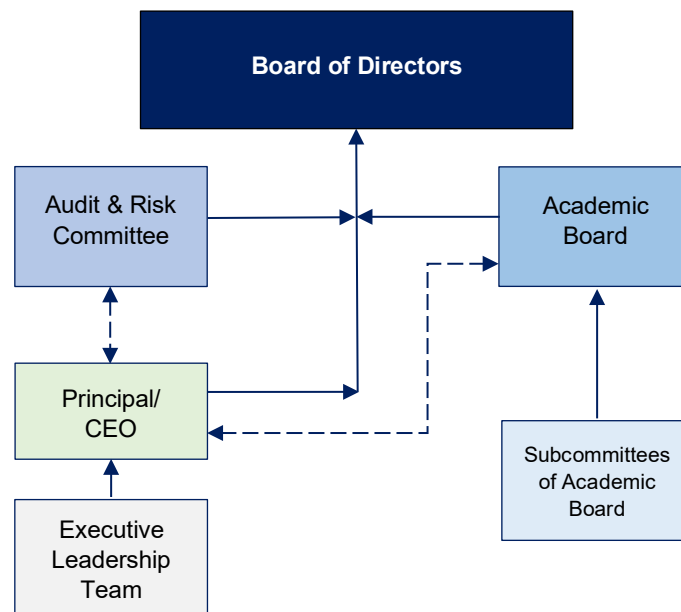 Board of Directors
Audit & Risk
Committee
Academic
Board
Principal/
CEO
Subcommittees
of Academic
Board
Executive
Leadership
Team